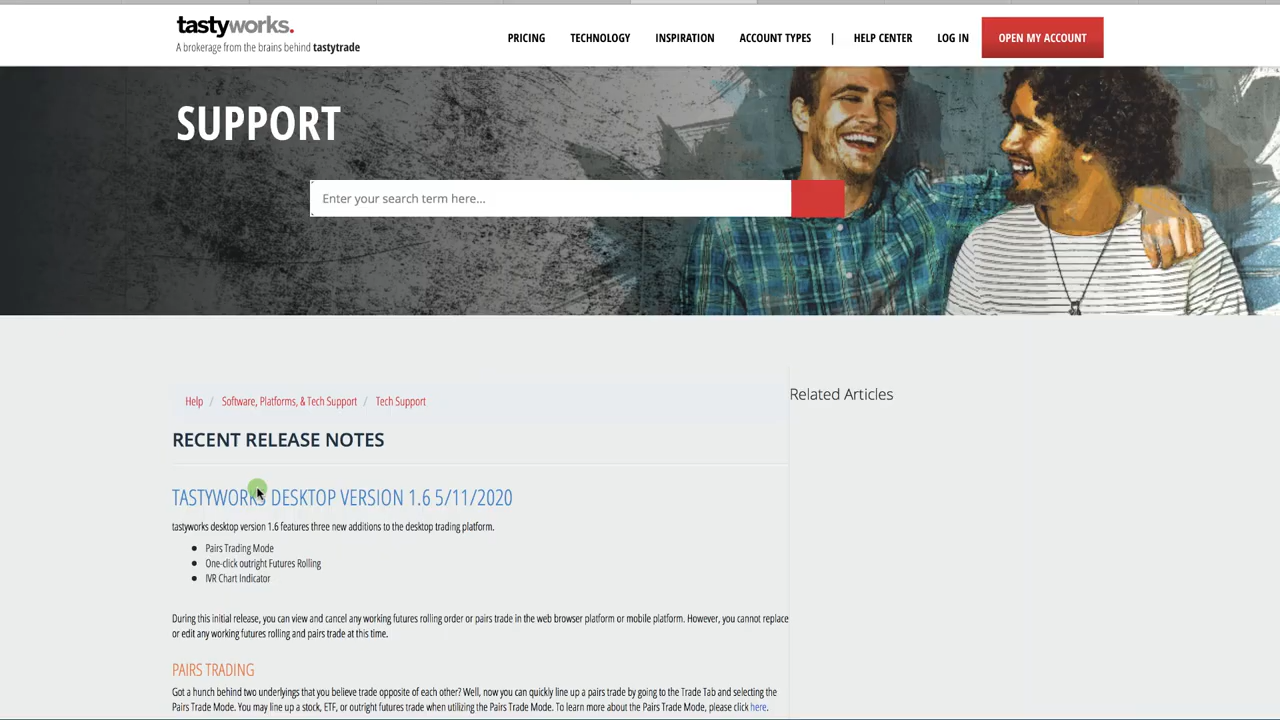 tastyworks.
A brokerage from the brains behind tastytrade
PRICING TECHNOLOGY INSPIRATION ACCOUNT TYPES | HELP CENTER LOG IN OPEN MY ACCOUNT
SUPPORT
Enter your search term here...
Help / Software, Platforms, & Tech Support / Tech Support
Related Articles
RECENT RELEASE NOTES
TASTYWORKS DESKTOP VERSION 1.6 5/11/2020
tastyworks desktop version 1.6 features three new additions to the desktop trading platform.
Pairs Trading Mode
One-click outright Futures Rolling
IVR Chart Indicator
During this initial release, you can view and cancel any working futures rolling order or pairs trade in the web browser platform or mobile platform. However, you cannot replace
or edit any working futures rolling and pairs trade at this time.
PAIRS TRADING
Got a hunch behind two underlyings that you believe trade opposite of each other? Well, now you can quickly line up a pairs trade by going to the Trade Tab and selecting the
Pairs Trade Mode. You may line up a stock, ETF, or outright futures trade when utilizing the Pairs Trade Mode. To learn more about the Pairs Trade Mode, please click here.